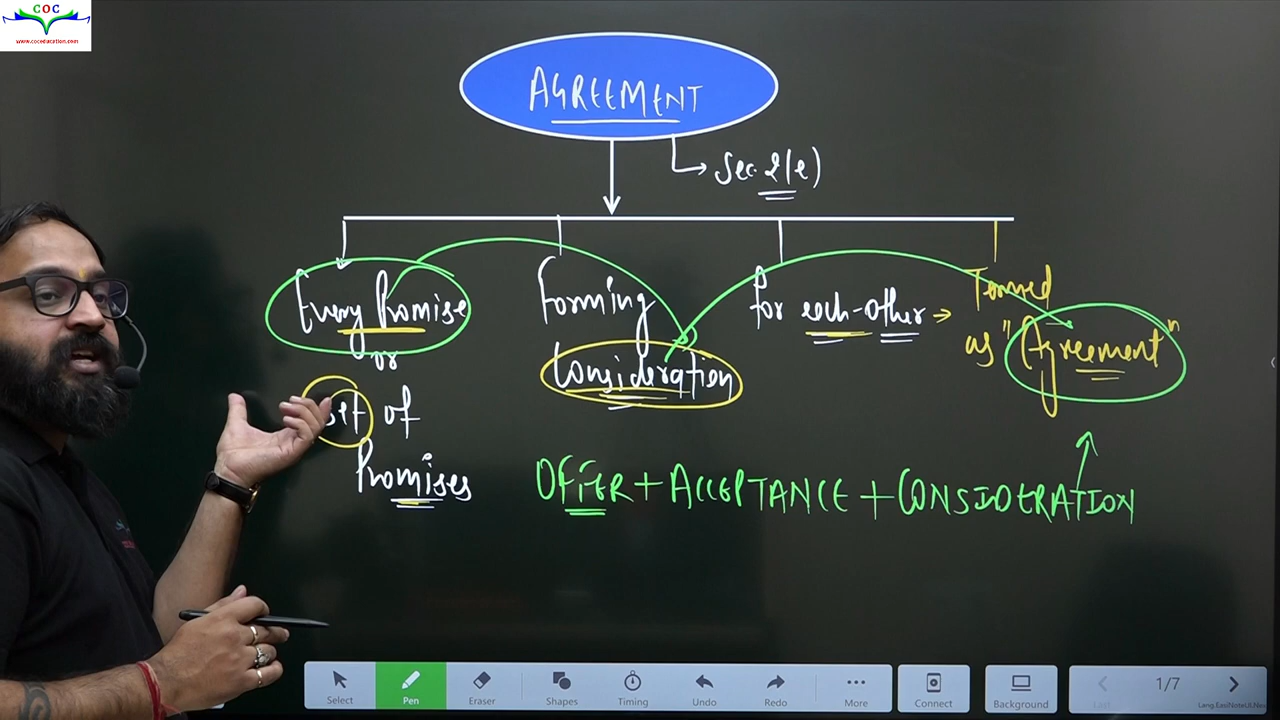 COC
www.coceducation.com
AGREEMENT
Sec. 2(e)
Every Promise
or
Set of
Promises
Forming
Consideration
for each-other →
Termed
as "Agreement"
OFFER + ACCEPTANCE + CONSIDERATION
Select
Pen
Eraser
Shapes
Timing
Undo
Redo
More
Connect
Background
1/7